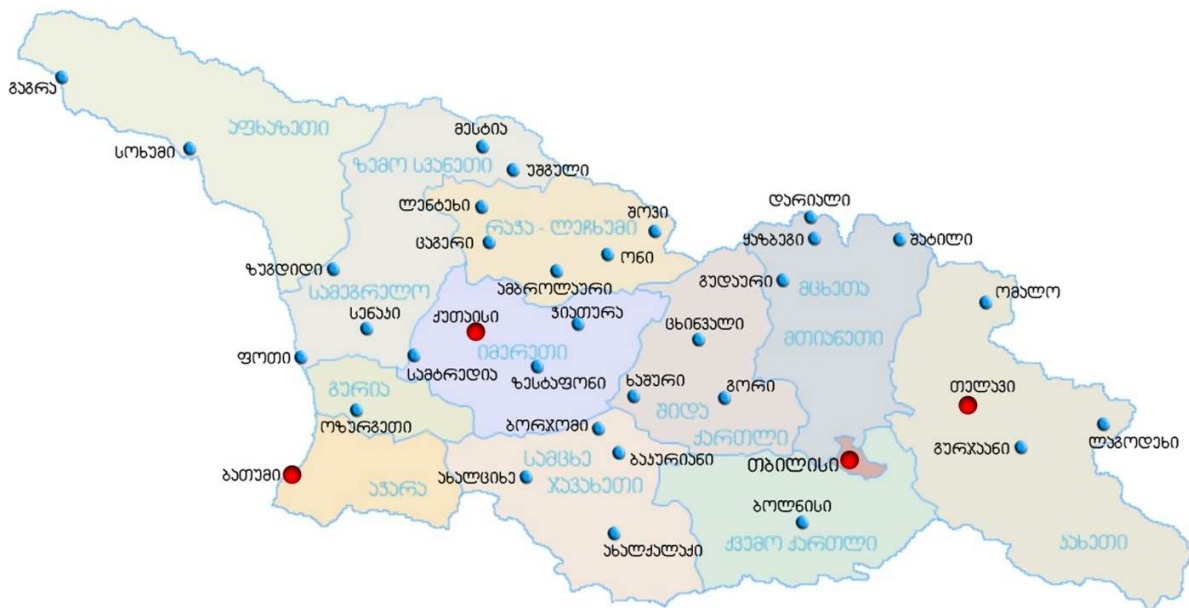 გაგრა
აფხაზეთი
სოხუმი
მესტია
ზემო სვანეთი
უშგული
ლენტეხი
შოვი
რაჭა - ლეჩხუმი
ცაგერი
ონი
ამბროლაური
დარიალი
ყაზბეგი
შატილი
გუდაური
მცხეთა
მთიანეთი
ომალო
ზუგდიდი
სამეგრელო
სენაკი
ქუთაისი
ჭიათურა
იმერეთი
ცხინვალი
ფოთი
სამტრედია
ზესტაფონი
ხაშური
გორი
შიდა
ქართლი
თელავი
გურია
ოზურგეთი
ბორჯომი
ლაგოდეხი
გურჯაანი
ბათუმი
აჭარა
სამცხე
ჯავახეთი
ბაკურიანი
ახალციხე
თბილისი
ბოლნისი
ახალქალაქი
ქვემო ქართლი
კახეთი